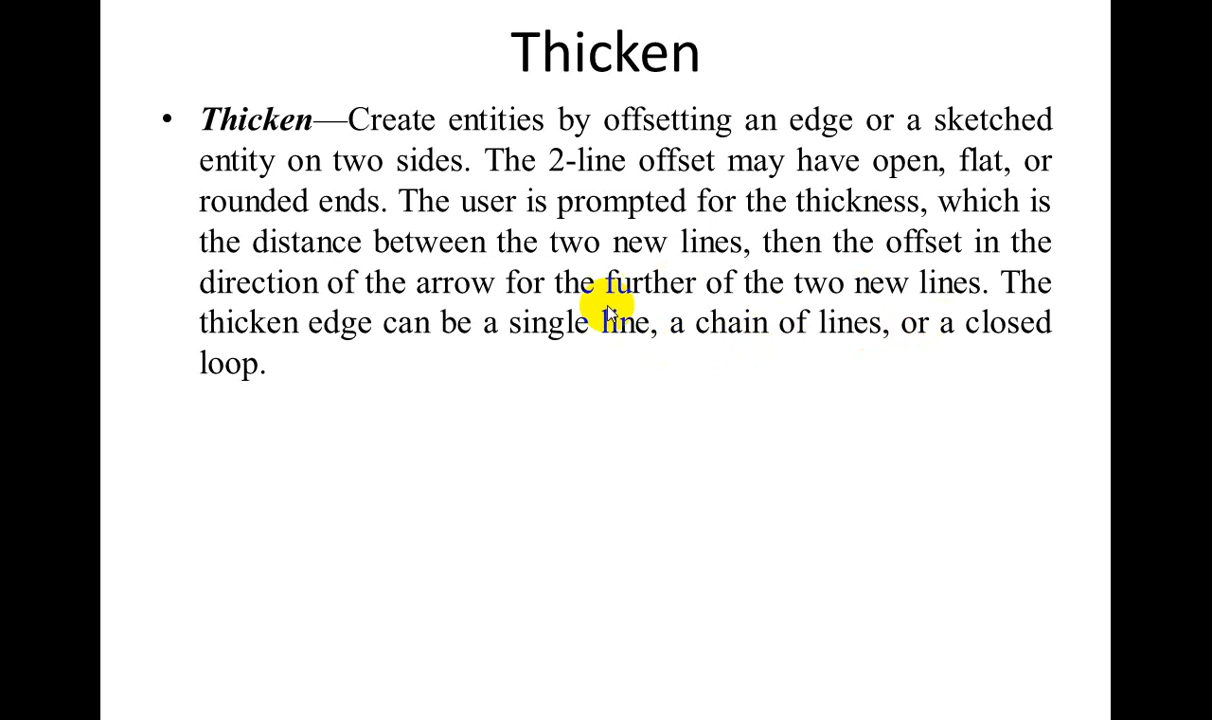 Thicken
• Thicken—Create entities by offsetting an edge or a sketched
entity on two sides. The 2-line offset may have open, flat, or
rounded ends. The user is prompted for the thickness, which is
the distance between the two new lines, then the offset in the
direction of the arrow for the further of the two new lines. The
thicken edge can be a single line, a chain of lines, or a closed
loop.